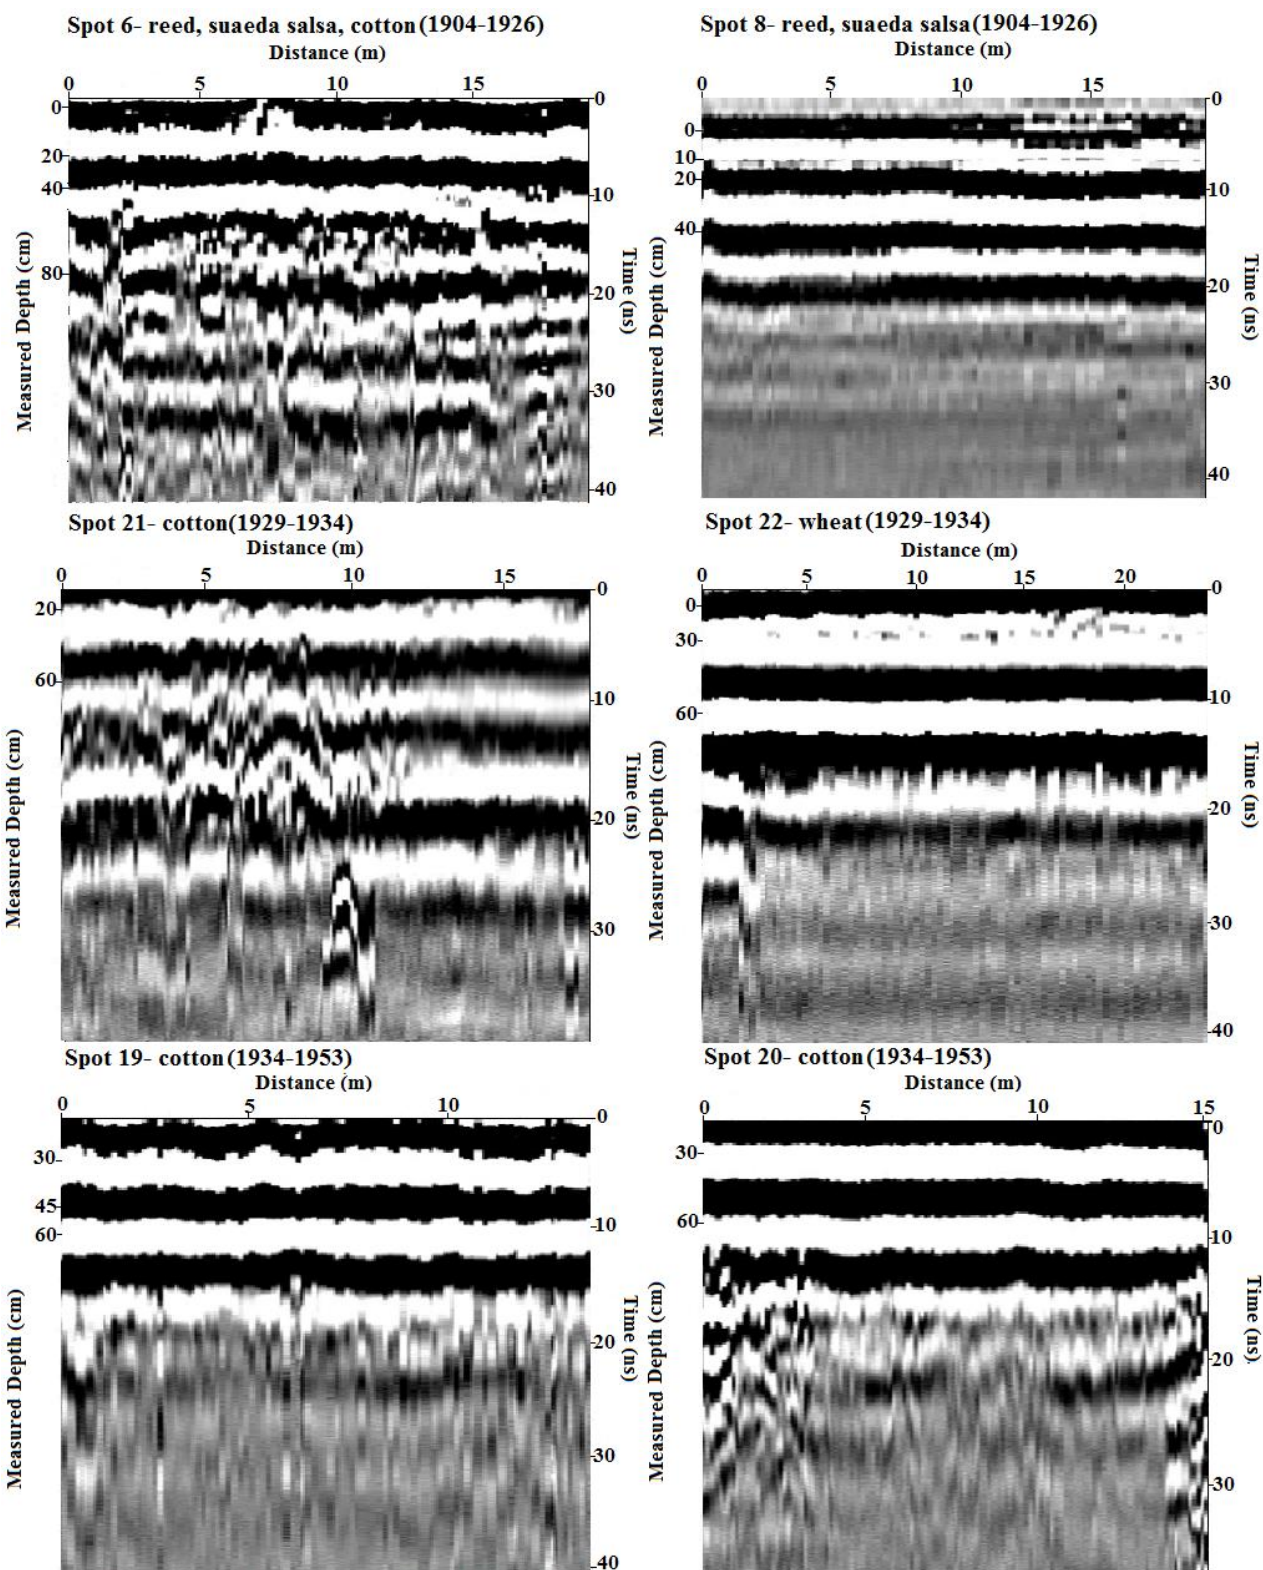 Spot 6- reed, suaeda salsa, cotton (1904-1926)
Distance (m)
0 5 10 15
0
20
40
80
Measured Depth (cm)
0
10
20
30
40
Time (ns)
Spot 8- reed, suaeda salsa (1904-1926)
Distance (m)
0 5 10 15
0
10
20
40
Measured Depth (cm)
0
10
20
30
40
Time (ns)
Spot 21- cotton (1929-1934)
Distance (m)
0 5 10 15
20
60
Measured Depth (cm)
0
10
20
30
Time (ns)
Spot 22- wheat (1929-1934)
Distance (m)
0 5 10 15 20
0
30
60
Measured Depth (cm)
0
10
20
30
40
Time (ns)
Spot 19- cotton (1934-1953)
Distance (m)
0 5 10
30
45
60
Measured Depth (cm)
0
10
20
30
40
Time (ns)
Spot 20- cotton (1934-1953)
Distance (m)
0 5 10 15
30
60
Measured Depth (cm)
0
10
20
30
Time (ns)